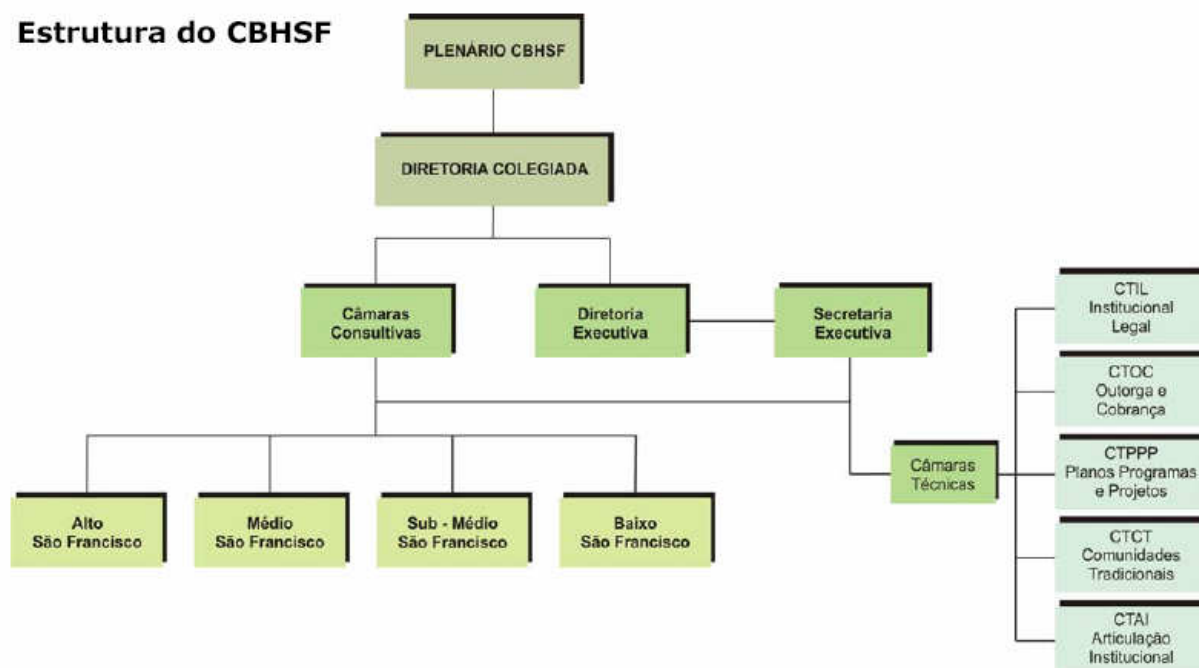 Estrutura do CBHSF
PLENÁRIO CBHSF
DIRETORIA COLEGIADA
Câmaras
Consultivas
Diretoria
Executiva
Secretaria
Executiva
CTIL
Institucional
Legal
CTOC
Outorga e
Cobrança
CTPPP
Planos Programas
e Projetos
CTCT
Comunidades
Tradicionais
CTAI
Articulação
Institucional
Câmaras
Técnicas
Alto
São Francisco
Médio
São Francisco
Sub - Médio
São Francisco
Baixo
São Francisco